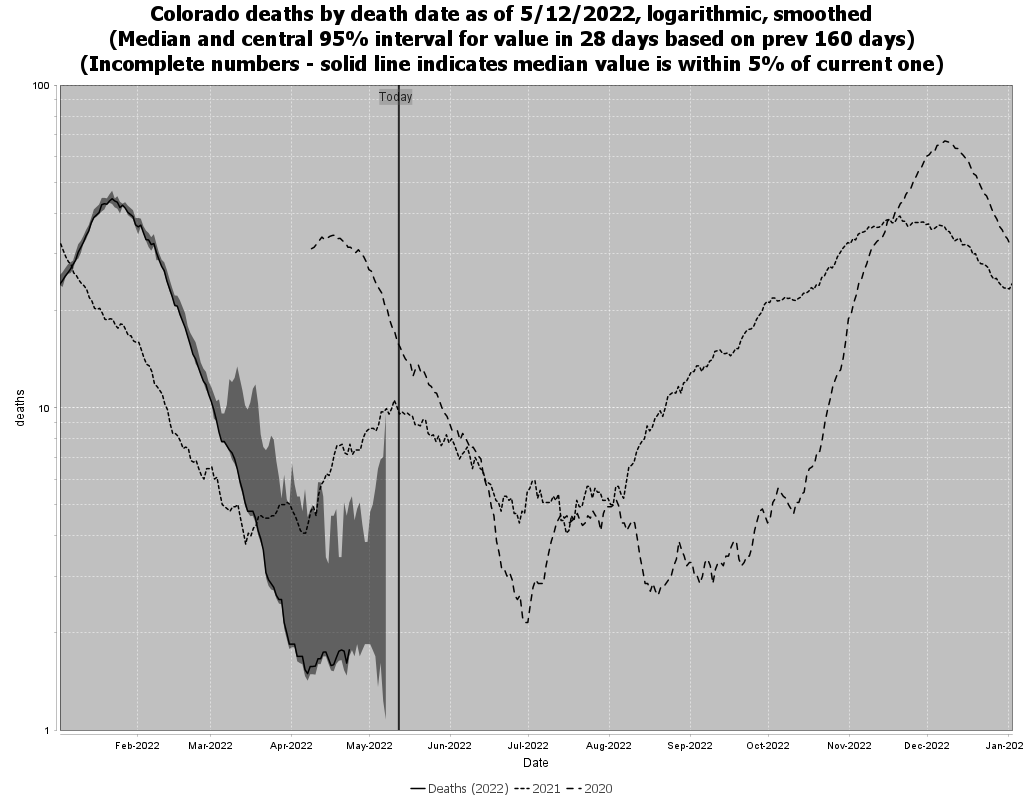 Colorado deaths by death date as of 5/12/2022, logarithmic, smoothed
(Median and central 95% interval for value in 28 days based on prev 160 days)
(Incomplete numbers - solid line indicates median value is within 5% of current one)
100
Today
10
deaths
1
Feb-2022 Mar-2022 Apr-2022 May-2022 Jun-2022 Jul-2022 Aug-2022 Sep-2022 Oct-2022 Nov-2022 Dec-2022 Jan-202
Date
Deaths (2022) 2021 2020